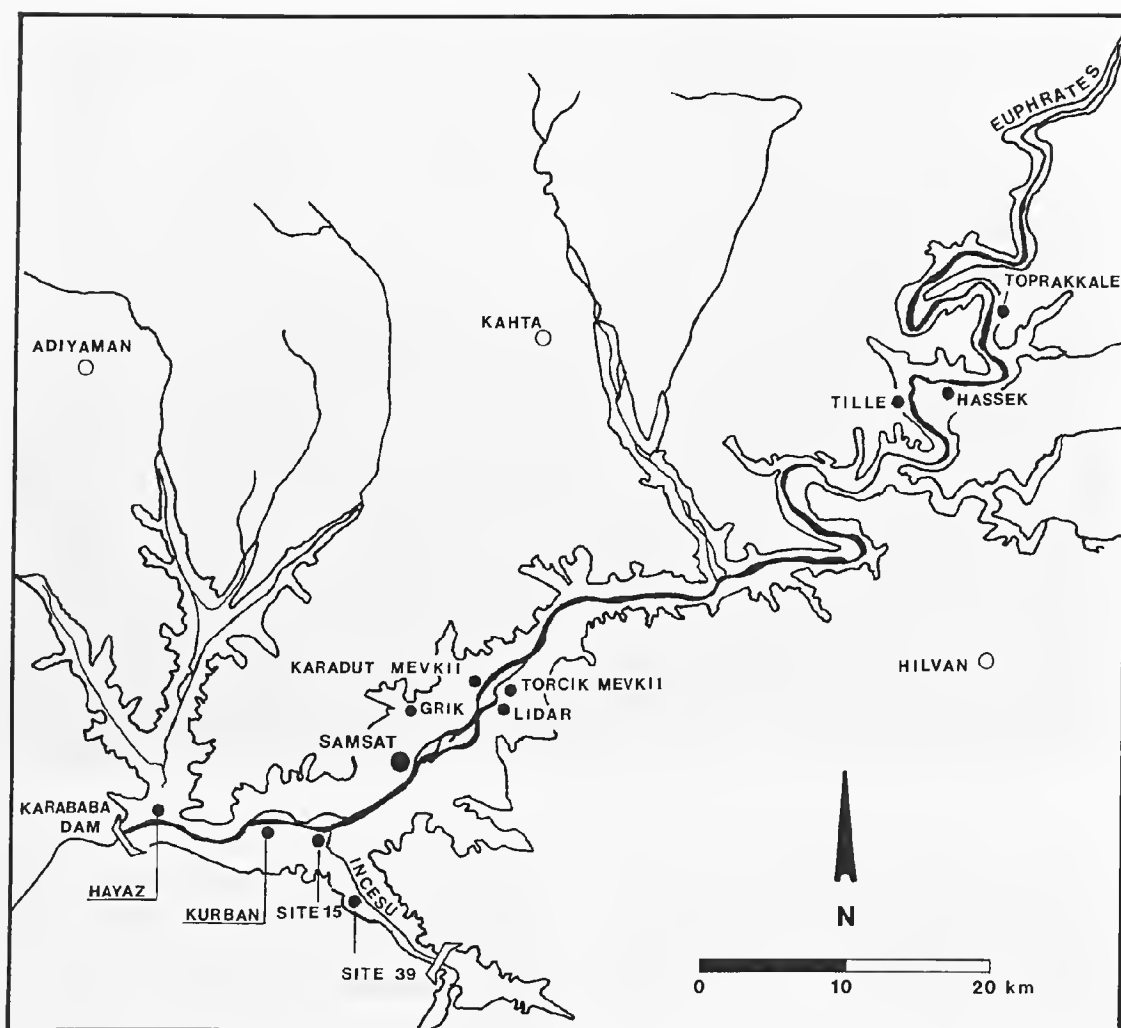 EUPHRATES
TOPRAKKALE
KAHTA
ADIYAMAN
TILLE
HASSEK
HILVAN
KARADUT MEVKII
TORCIK MEVKII
GRIK
LIDAR
SAMSAT
KARABABA
DAM
INCESU
HAYAZ
KURBAN
SITE 15
SITE 39
N
0
10
20 km